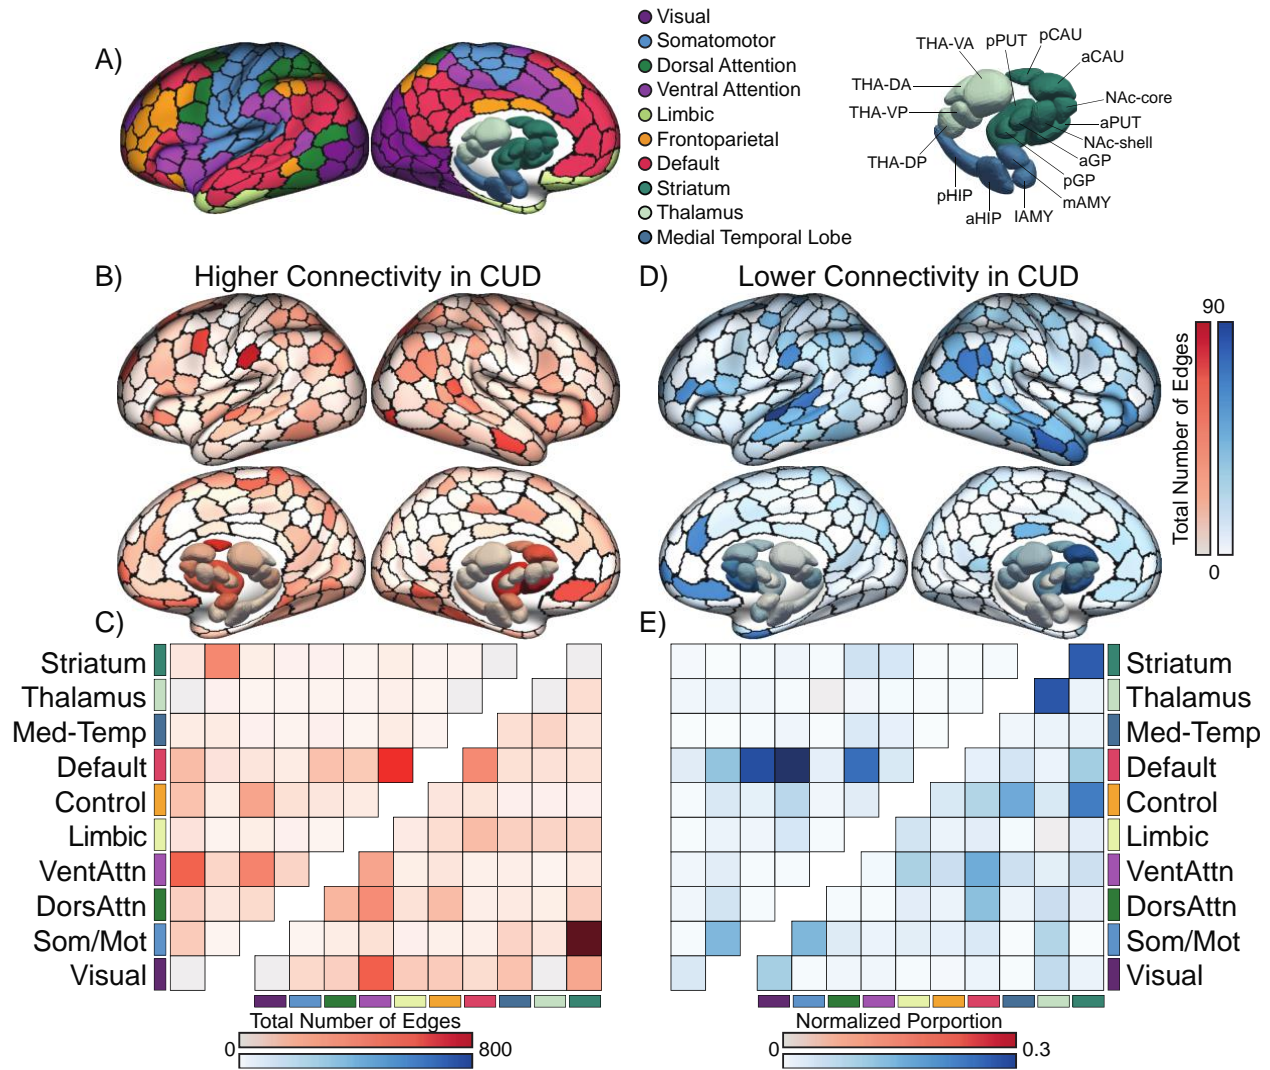 A)
Visual
Somatomotor
Dorsal Attention
Ventral Attention
Limbic
Frontoparietal
Default
Striatum
Thalamus
Medial Temporal Lobe
THA-VA
pPUT
pCAU
aCAU
THA-DA
NAc-core
THA-VP
aPUT
NAc-shell
THA-DP
aGP
pGP
pHIP
mAMY
aHIP
lAMY
B)
Higher Connectivity in CUD
D)
Lower Connectivity in CUD
90
Total Number of Edges
0
C)
Striatum
Thalamus
Med-Temp
Default
Control
Limbic
VentAttn
DorsAttn
Som/Mot
Visual
Total Number of Edges
0
800
E)
Striatum
Thalamus
Med-Temp
Default
Control
Limbic
VentAttn
DorsAttn
Som/Mot
Visual
Normalized Porportion
0
0.3